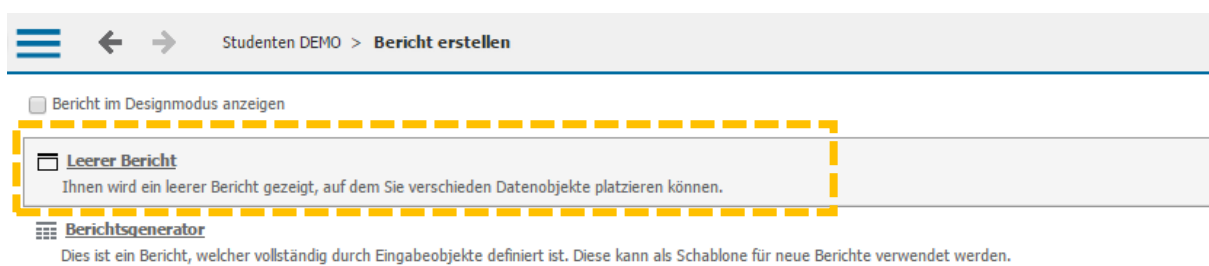 Studenten DEMO > Bericht erstellen
Bericht im Designmodus anzeigen
Leerer Bericht
Ihnen wird ein leerer Bericht gezeigt, auf dem Sie verschieden Datenobjekte platzieren können.
Berichtsgenerator
Dies ist ein Bericht, welcher vollständig durch Eingabeobjekte definiert ist. Diese kann als Schablone für neue Berichte verwendet werden.